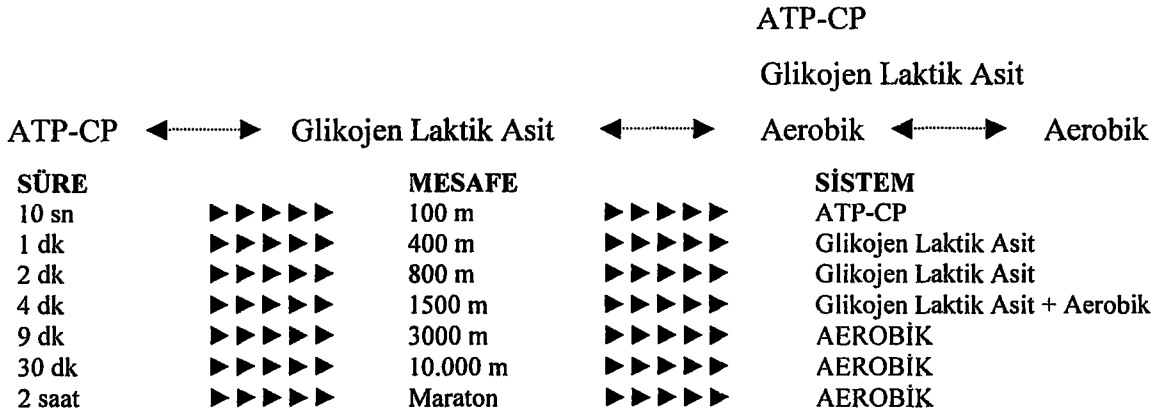 ATP-CP
Glikojen Laktik Asit
ATP-CP ◄┈┈► Glikojen Laktik Asit ◄┈┈► Aerobik ◄┈┈► Aerobik
SÜRE MESAFE SİSTEM
10 sn ►►►►► 100 m ►►►►► ATP-CP
1 dk ►►►►► 400 m ►►►►► Glikojen Laktik Asit
2 dk ►►►►► 800 m ►►►►► Glikojen Laktik Asit
4 dk ►►►►► 1500 m ►►►►► Glikojen Laktik Asit + Aerobik
9 dk ►►►►► 3000 m ►►►►► AEROBİK
30 dk ►►►►► 10.000 m ►►►►► AEROBİK
2 saat ►►►►► Maraton ►►►►► AEROBİK